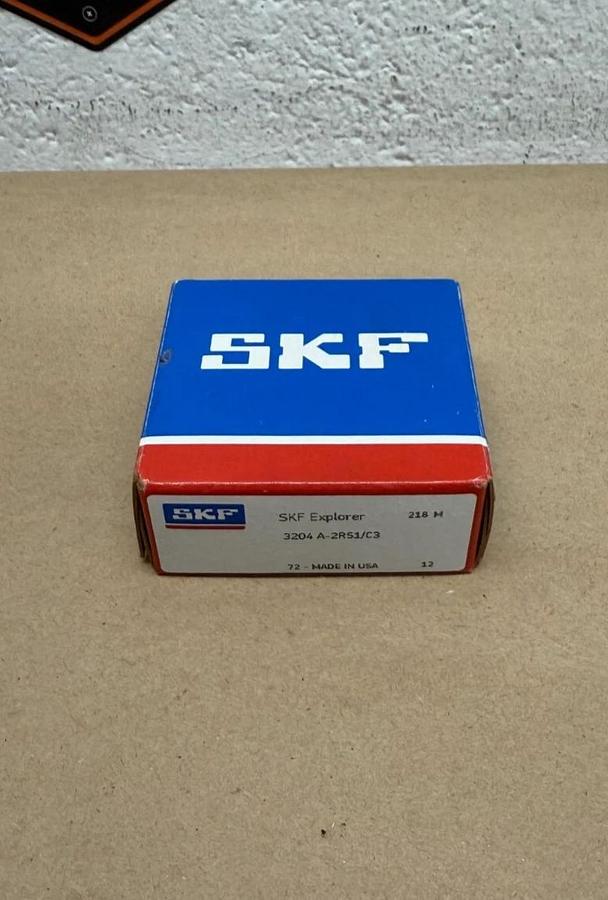 SKF
SKF
SKF Explorer 218 M
3204 A-2RS1/C3
72 - MADE IN USA 12